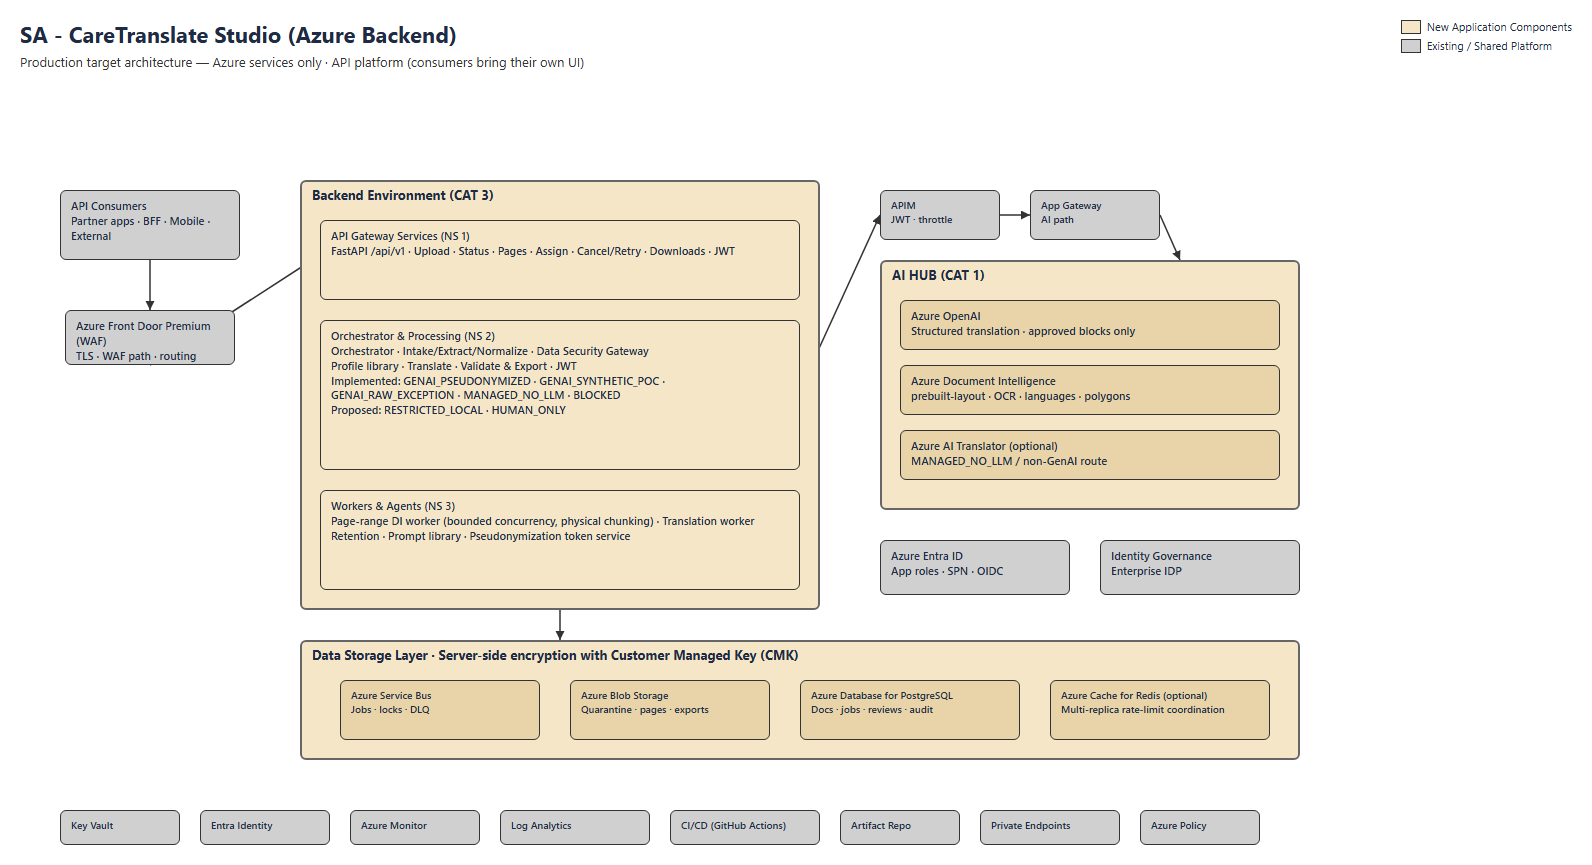 SA - CareTranslate Studio (Azure Backend)
Production target architecture — Azure services only · API platform (consumers bring their own UI)
New Application Components
Existing / Shared Platform
API Consumers
Partner apps · BFF · Mobile ·
External
Azure Front Door Premium
(WAF)
TLS · WAF path · routing
Backend Environment (CAT 3)
API Gateway Services (NS 1)
FastAPI /api/v1 · Upload · Status · Pages · Assign · Cancel/Retry · Downloads · JWT
Orchestrator & Processing (NS 2)
Orchestrator · Intake/Extract/Normalize · Data Security Gateway
Profile library · Translate · Validate & Export · JWT
Implemented: GENAI_PSEUDONYMIZED · GENAI_SYNTHETIC_POC ·
GENAI_RAW_EXCEPTION · MANAGED_NO_LLM · BLOCKED
Proposed: RESTRICTED_LOCAL · HUMAN_ONLY
Workers & Agents (NS 3)
Page-range DI worker (bounded concurrency, physical chunking) · Translation worker
Retention · Prompt library · Pseudonymization token service
APIM
JWT · throttle
App Gateway
AI path
AI HUB (CAT 1)
Azure OpenAI
Structured translation · approved blocks only
Azure Document Intelligence
prebuilt-layout · OCR · languages · polygons
Azure AI Translator (optional)
MANAGED_NO_LLM / non-GenAI route
Azure Entra ID
App roles · SPN · OIDC
Identity Governance
Enterprise IDP
Data Storage Layer · Server-side encryption with Customer Managed Key (CMK)
Azure Service Bus
Jobs · locks · DLQ
Azure Blob Storage
Quarantine · pages · exports
Azure Database for PostgreSQL
Docs · jobs · reviews · audit
Azure Cache for Redis (optional)
Multi-replica rate-limit coordination
Key Vault
Entra Identity
Azure Monitor
Log Analytics
CI/CD (GitHub Actions)
Artifact Repo
Private Endpoints
Azure Policy